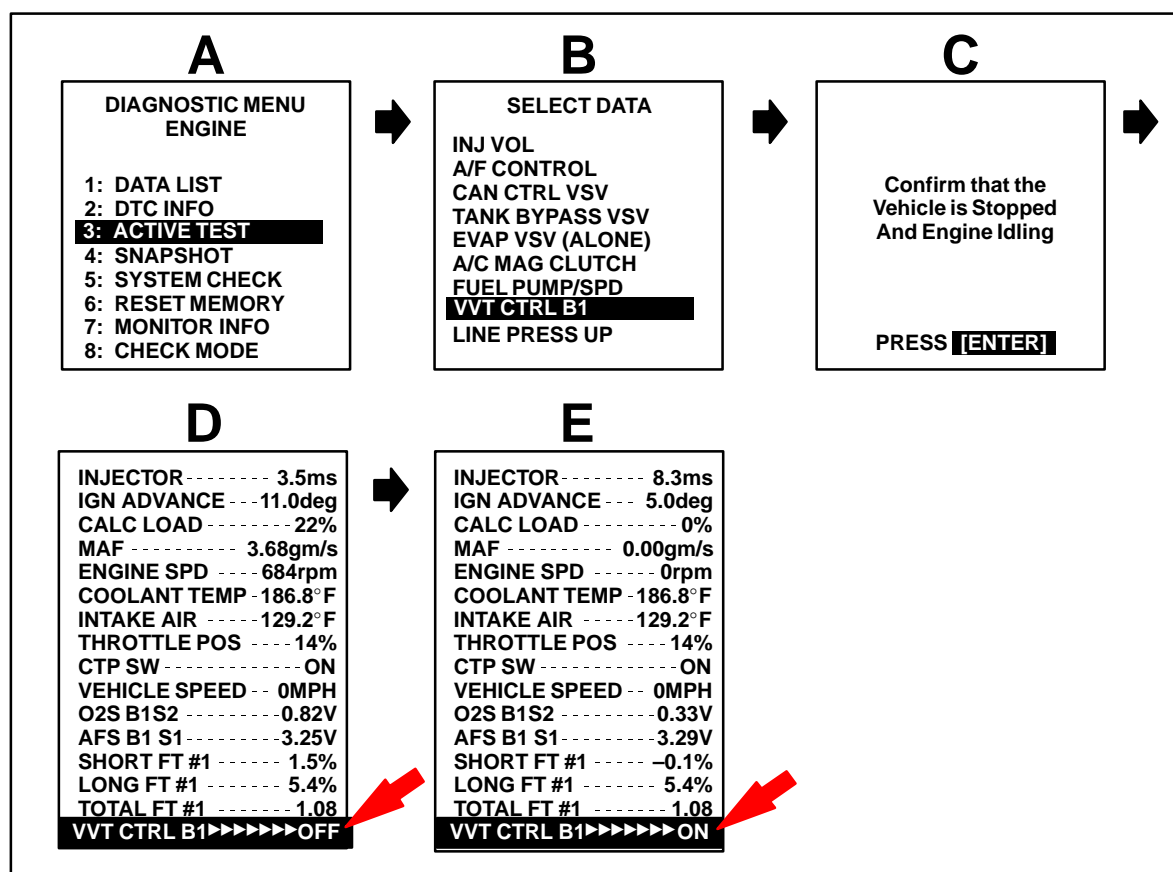 A
DIAGNOSTIC MENU
ENGINE
1: DATA LIST
2: DTC INFO
3: ACTIVE TEST
4: SNAPSHOT
5: SYSTEM CHECK
6: RESET MEMORY
7: MONITOR INFO
8: CHECK MODE
B
SELECT DATA
INJ VOL
A/F CONTROL
CAN CTRL VSV
TANK BYPASS VSV
EVAP VSV (ALONE)
A/C MAG CLUTCH
FUEL PUMP/SPD
VVT CTRL B1
LINE PRESS UP
C
Confirm that the
Vehicle is Stopped
And Engine Idling
PRESS [ENTER]
D
INJECTOR -------- 3.5ms
IGN ADVANCE ---11.0deg
CALC LOAD -------- 22%
MAF ---------- 3.68gm/s
ENGINE SPD ----684rpm
COOLANT TEMP -186.8°F
INTAKE AIR -----129.2°F
THROTTLE POS ----14%
CTP SW -------------ON
VEHICLE SPEED -- 0MPH
O2S B1S2 ---------0.82V
AFS B1 S1----------3.25V
SHORT FT #1 ------ 1.5%
LONG FT #1 ------- 5.4%
TOTAL FT #1 -------1.08
VVT CTRL B1▶▶▶▶▶▶▶OFF
E
INJECTOR-------- 8.3ms
IGN ADVANCE --- 5.0deg
CALC LOAD ---------0%
MAF ---------- 0.00gm/s
ENGINE SPD ------0rpm
COOLANT TEMP -186.8°F
INTAKE AIR -----129.2°F
THROTTLE POS ----14%
CTP SW -------------ON
VEHICLE SPEED -- 0MPH
O2S B1S2 ---------0.33V
AFS B1 S1----------3.29V
SHORT FT #1 ----- –0.1%
LONG FT #1 ------- 5.4%
TOTAL FT #1 -------1.08
VVT CTRL B1▶▶▶▶▶▶▶ON